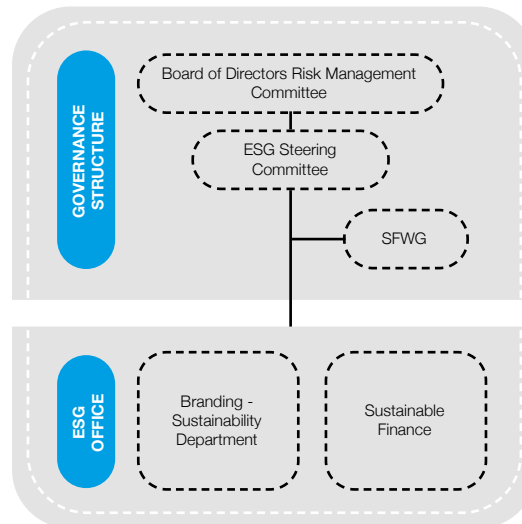 GOVERNANCE
STRUCTURE
Board of Directors Risk Management
Committee
ESG Steering
Committee
SFWG
ESG
OFFICE
Branding -
Sustainability
Department
Sustainable
Finance